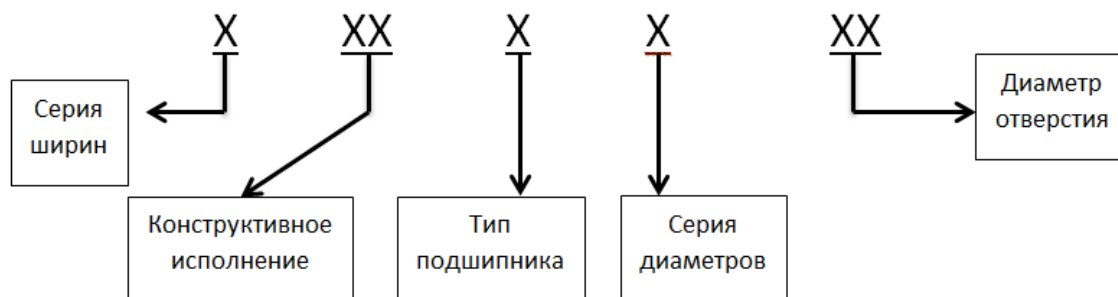 X XX X X XX
Серия
ширин
Диаметр
отверстия
Конструктивное
исполнение
Тип
подшипника
Серия
диаметров